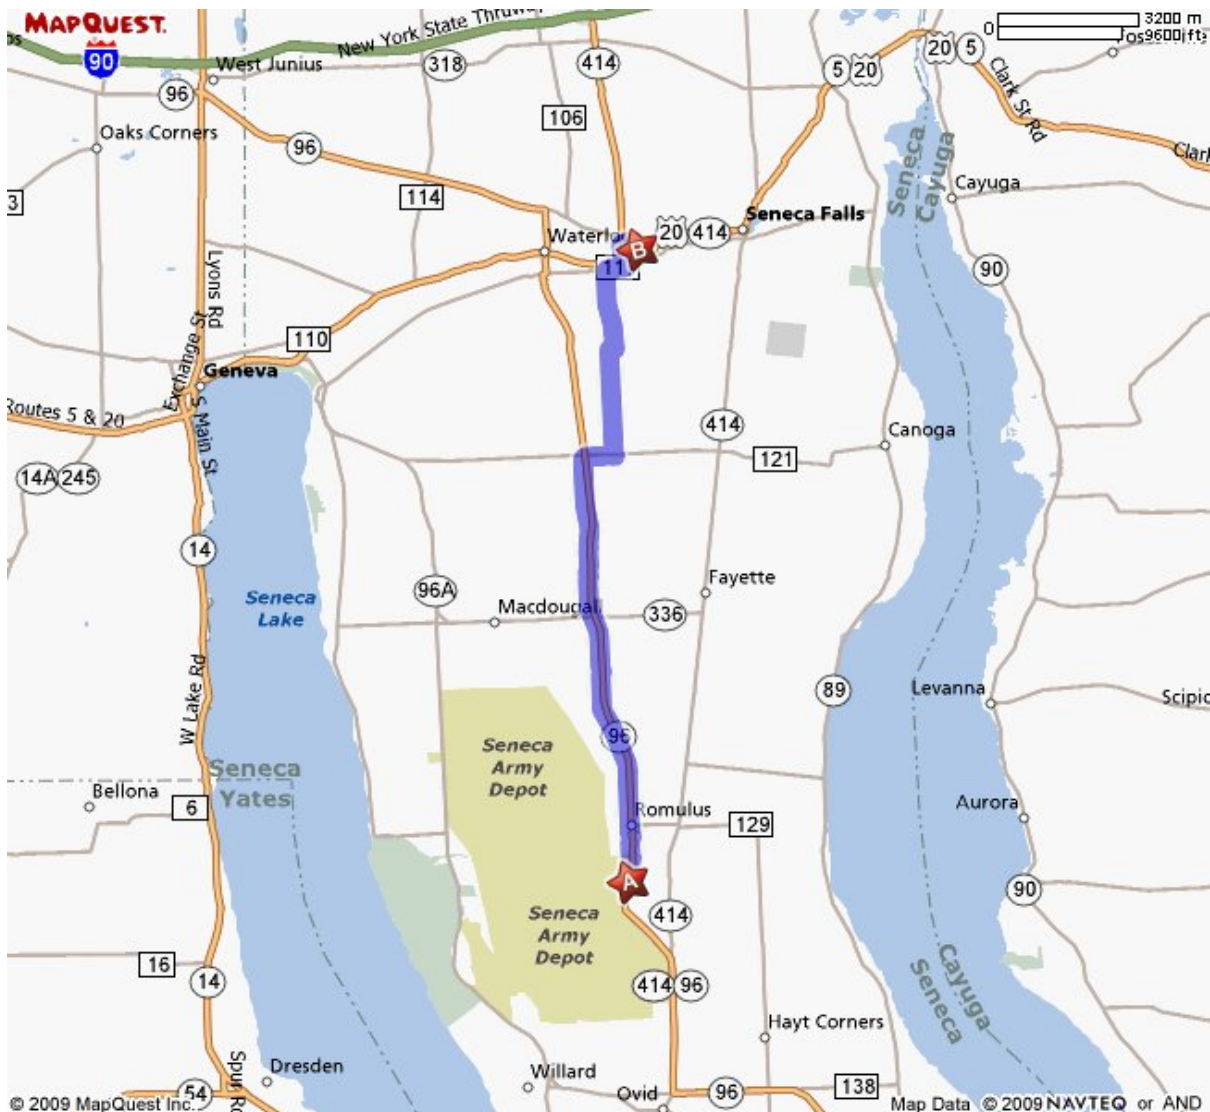 MAPQUEST.
3200 m
0
9600 ft
New York State Thruway
90
West Junius
318
414
5
20
20
5
96
106
Clark St Rd
Oaks Corners
96
Seneca
Cayuga
3
114
Cayuga
Waterlo
B
20
414
Seneca Falls
11
90
Lyons Rd
110
Exchange St
Geneva
Routes 5 & 20
S Main St
414
Canoga
121
14A
245
14
Seneca
Lake
96A
Fayette
Macdougal
336
W Lake Rd
89
Levanna
Scipio
96
Seneca
Army
Depot
Seneca
Yates
Bellona
6
Romulus
129
Aurora
A
90
Seneca
Army
Depot
414
16
14
414
96
Cayuga
Seneca
Hayt Corners
Dresden
Spur Rd
Willard
54
Ovid
96
138
© 2009 MapQuest Inc.
Map Data © 2009 NAVTEQ or AND